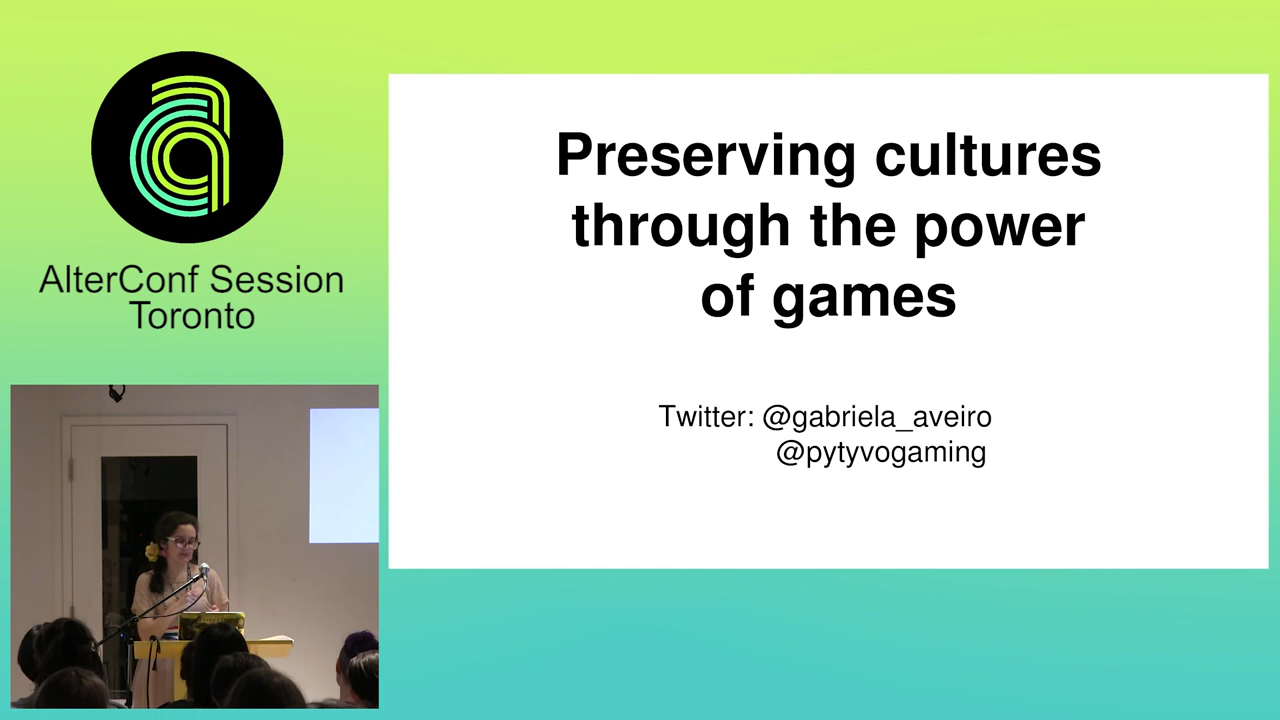 AlterConf Session
Toronto
Preserving cultures
through the power
of games
Twitter: @gabriela_aveiro
@pytyvogaming